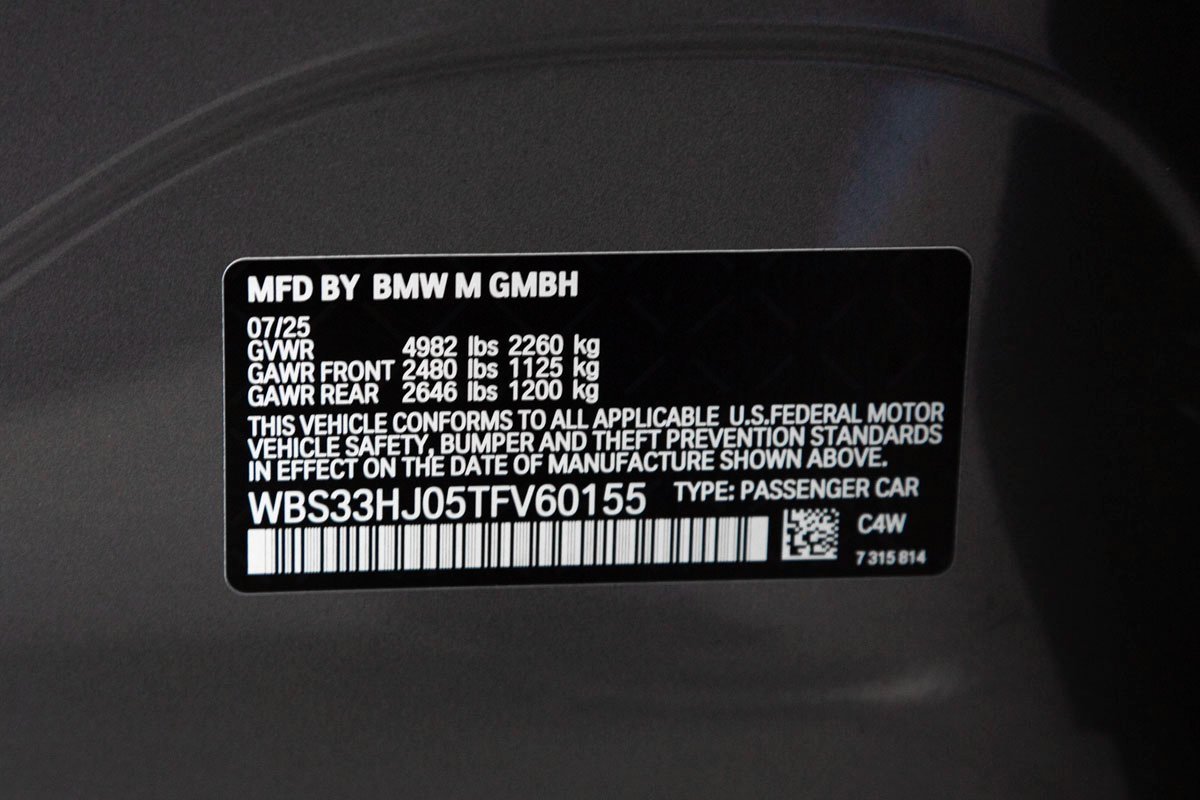 MFD BY BMW M GMBH
07/25
GVWR 4982 lbs 2260 kg
GAWR FRONT 2480 lbs 1125 kg
GAWR REAR 2646 lbs 1200 kg
THIS VEHICLE CONFORMS TO ALL APPLICABLE U.S.FEDERAL MOTOR
VEHICLE SAFETY, BUMPER AND THEFT PREVENTION STANDARDS
IN EFFECT ON THE DATE OF MANUFACTURE SHOWN ABOVE.
WBS33HJ05TFV60155 TYPE: PASSENGER CAR
C4W
7 315 814